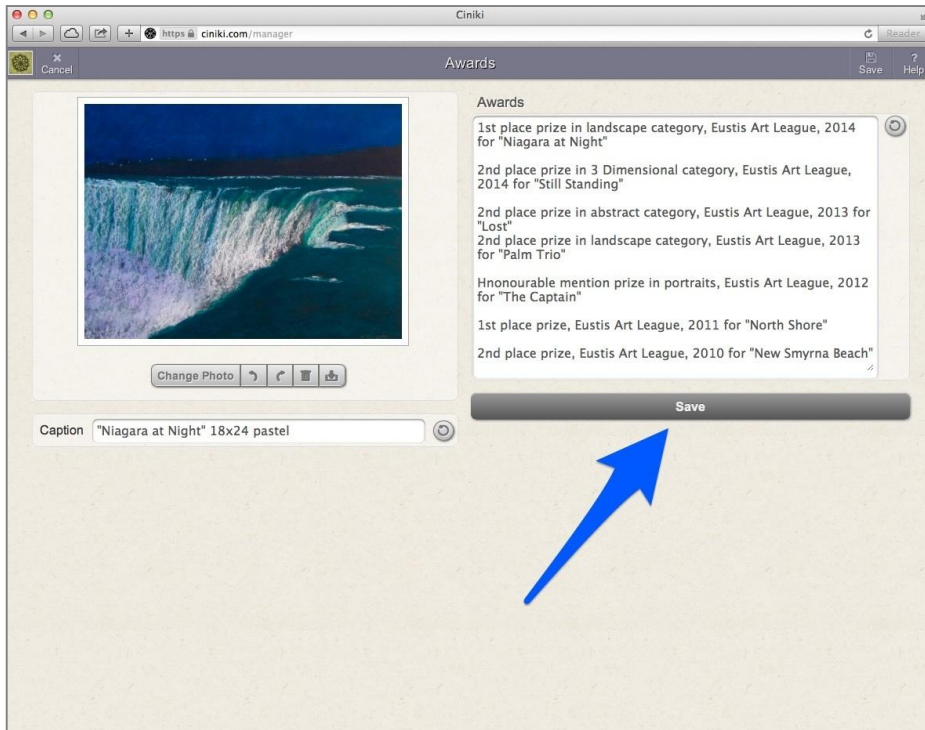 Ciniki
https ciniki.com/manager
Reader
Cancel
Awards
Save
? Help
Awards
1st place prize in landscape category, Eustis Art League, 2014
for "Niagara at Night"
2nd place prize in 3 Dimensional category, Eustis Art League,
2014 for "Still Standing"
2nd place prize in abstract category, Eustis Art League, 2013 for
"Lost"
2nd place prize in landscape category, Eustis Art League, 2013
for "Palm Trio"
Hnonourable mention prize in portraits, Eustis Art League, 2012
for "The Captain"
1st place prize, Eustis Art League, 2011 for "North Shore"
2nd place prize, Eustis Art League, 2010 for "New Smyrna Beach"
Change Photo
Save
Caption "Niagara at Night" 18x24 pastel